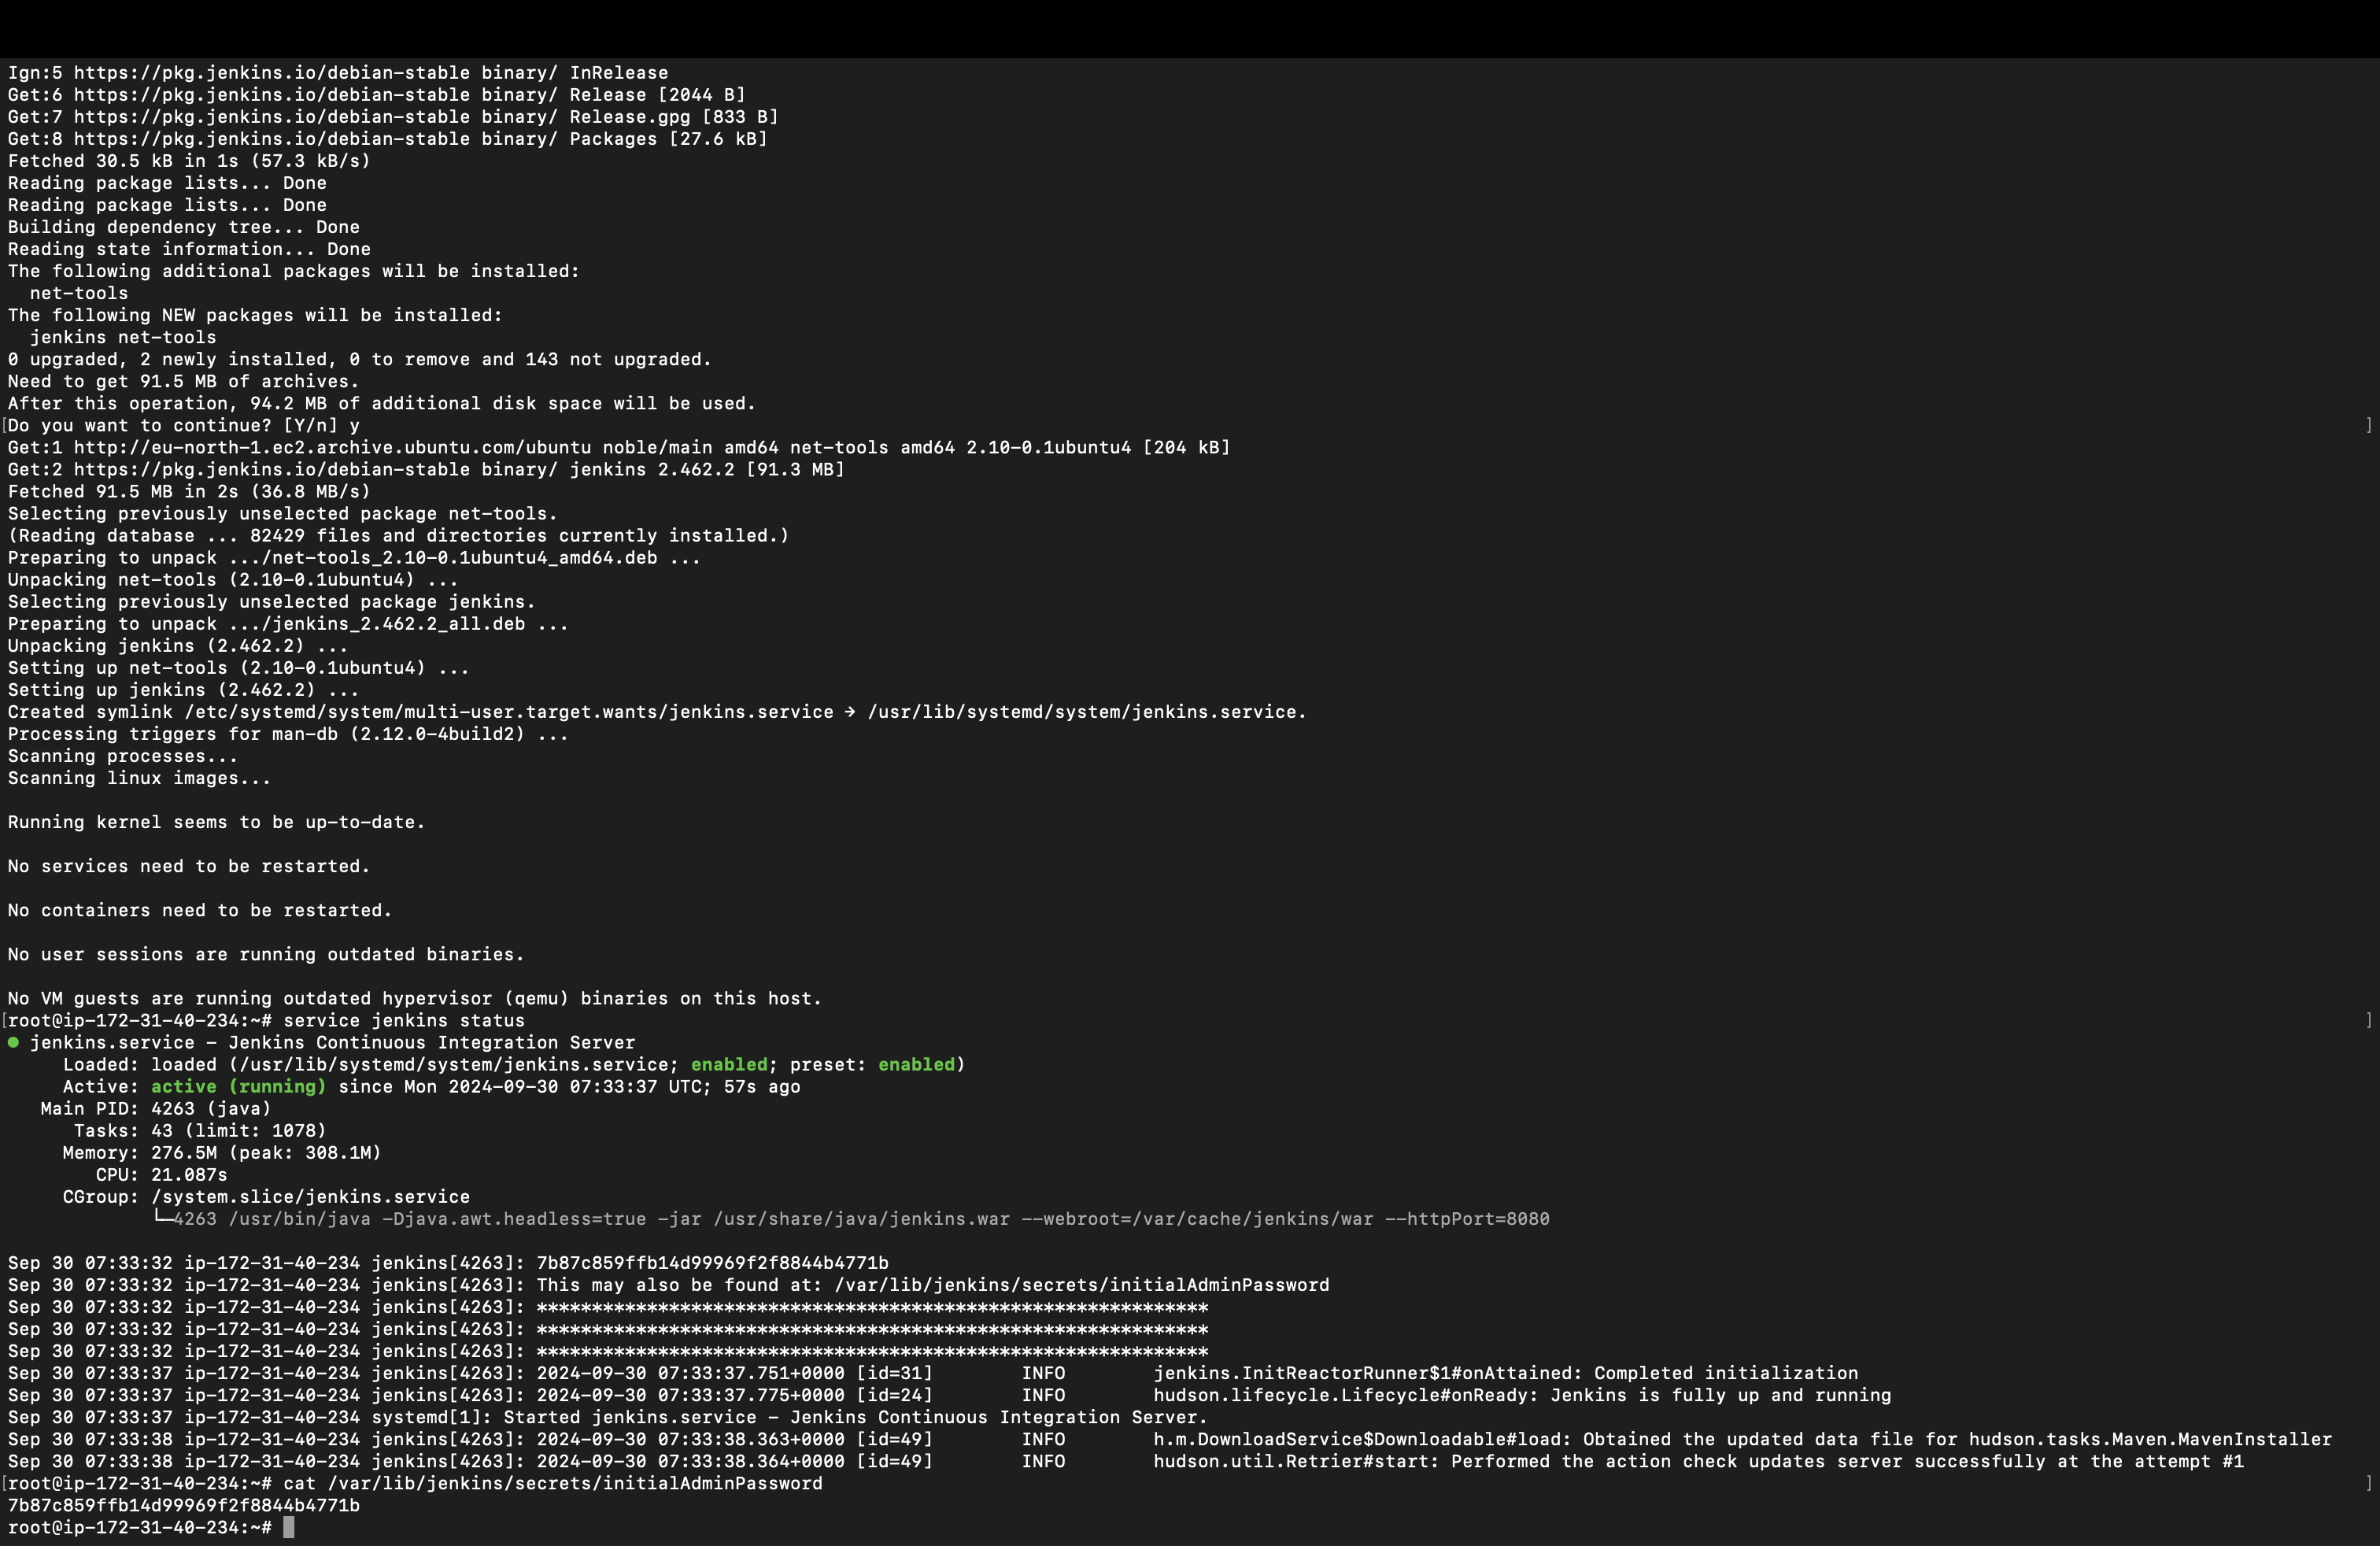 Ign:5 https://pkg.jenkins.io/debian-stable binary/ InRelease
Get:6 https://pkg.jenkins.io/debian-stable binary/ Release [2044 B]
Get:7 https://pkg.jenkins.io/debian-stable binary/ Release.gpg [833 B]
Get:8 https://pkg.jenkins.io/debian-stable binary/ Packages [27.6 kB]
Fetched 30.5 kB in 1s (57.3 kB/s)
Reading package lists... Done
Reading package lists... Done
Building dependency tree... Done
Reading state information... Done
The following additional packages will be installed:
  net-tools
The following NEW packages will be installed:
  jenkins net-tools
0 upgraded, 2 newly installed, 0 to remove and 143 not upgraded.
Need to get 91.5 MB of archives.
After this operation, 94.2 MB of additional disk space will be used.
[Do you want to continue? [Y/n] y ]
Get:1 http://eu-north-1.ec2.archive.ubuntu.com/ubuntu noble/main amd64 net-tools amd64 2.10-0.1ubuntu4 [204 kB]
Get:2 https://pkg.jenkins.io/debian-stable binary/ jenkins 2.462.2 [91.3 MB]
Fetched 91.5 MB in 2s (36.8 MB/s)
Selecting previously unselected package net-tools.
(Reading database ... 82429 files and directories currently installed.)
Preparing to unpack .../net-tools_2.10-0.1ubuntu4_amd64.deb ...
Unpacking net-tools (2.10-0.1ubuntu4) ...
Selecting previously unselected package jenkins.
Preparing to unpack .../jenkins_2.462.2_all.deb ...
Unpacking jenkins (2.462.2) ...
Setting up net-tools (2.10-0.1ubuntu4) ...
Setting up jenkins (2.462.2) ...
Created symlink /etc/systemd/system/multi-user.target.wants/jenkins.service → /usr/lib/systemd/system/jenkins.service.
Processing triggers for man-db (2.12.0-4build2) ...
Scanning processes...
Scanning linux images...
Running kernel seems to be up-to-date.
No services need to be restarted.
No containers need to be restarted.
No user sessions are running outdated binaries.
No VM guests are running outdated hypervisor (qemu) binaries on this host.
[root@ip-172-31-40-234:~# service jenkins status ]
● jenkins.service - Jenkins Continuous Integration Server
     Loaded: loaded (/usr/lib/systemd/system/jenkins.service; enabled; preset: enabled)
     Active: active (running) since Mon 2024-09-30 07:33:37 UTC; 57s ago
   Main PID: 4263 (java)
      Tasks: 43 (limit: 1078)
     Memory: 276.5M (peak: 308.1M)
        CPU: 21.087s
     CGroup: /system.slice/jenkins.service
             └─4263 /usr/bin/java -Djava.awt.headless=true -jar /usr/share/java/jenkins.war --webroot=/var/cache/jenkins/war --httpPort=8080
Sep 30 07:33:32 ip-172-31-40-234 jenkins[4263]: 7b87c859ffb14d99969f2f8844b4771b
Sep 30 07:33:32 ip-172-31-40-234 jenkins[4263]: This may also be found at: /var/lib/jenkins/secrets/initialAdminPassword
Sep 30 07:33:32 ip-172-31-40-234 jenkins[4263]: *************************************************************
Sep 30 07:33:32 ip-172-31-40-234 jenkins[4263]: *************************************************************
Sep 30 07:33:32 ip-172-31-40-234 jenkins[4263]: *************************************************************
Sep 30 07:33:37 ip-172-31-40-234 jenkins[4263]: 2024-09-30 07:33:37.751+0000 [id=31]        INFO        jenkins.InitReactorRunner$1#onAttained: Completed initialization
Sep 30 07:33:37 ip-172-31-40-234 jenkins[4263]: 2024-09-30 07:33:37.775+0000 [id=24]        INFO        hudson.lifecycle.Lifecycle#onReady: Jenkins is fully up and running
Sep 30 07:33:37 ip-172-31-40-234 systemd[1]: Started jenkins.service - Jenkins Continuous Integration Server.
Sep 30 07:33:38 ip-172-31-40-234 jenkins[4263]: 2024-09-30 07:33:38.363+0000 [id=49]        INFO        h.m.DownloadService$Downloadable#load: Obtained the updated data file for hudson.tasks.Maven.MavenInstaller
Sep 30 07:33:38 ip-172-31-40-234 jenkins[4263]: 2024-09-30 07:33:38.364+0000 [id=49]        INFO        hudson.util.Retrier#start: Performed the action check updates server successfully at the attempt #1
[root@ip-172-31-40-234:~# cat /var/lib/jenkins/secrets/initialAdminPassword ]
7b87c859ffb14d99969f2f8844b4771b
root@ip-172-31-40-234:~#